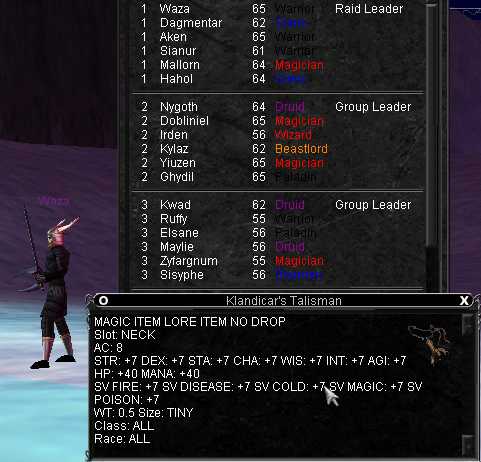 1 Waza 65 Warrior Raid Leader
1 Dagmentar 62
1 Aken 65 Warrior
1 Sianur 61 Warrior
1 Mallorn 64 Magician
1 Hahol 64
2 Nygoth 64 Druid Group Leader
2 Dobliniel 65 Magician
2 Irden 56 Wizard
2 Kylaz 62 Beastlord
2 Yiuzen 65 Magician
2 Ghydil 65 Paladin
3 Kwad 62 Druid Group Leader
3 Ruffy 55 Warrior
3 Elsane 56 Paladin
3 Maylie 56 Druid
3 Zyfargnum 55 Magician
3 Sisyphe 56
Waza
O Klandicar's Talisman X
MAGIC ITEM LORE ITEM NO DROP
Slot: NECK
AC: 8
STR: +7 DEX: +7 STA: +7 CHA: +7 WIS: +7 INT: +7 AGI: +7
HP: +40 MANA: +40
SV FIRE: +7 SV DISEASE: +7 SV COLD: +7 SV MAGIC: +7 SV
POISON: +7
WT: 0.5 Size: TINY
Class: ALL
Race: ALL